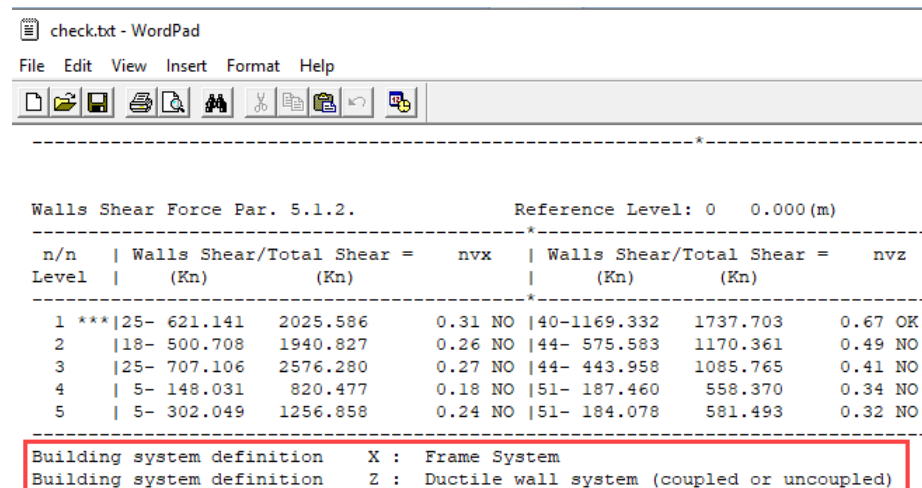 check.txt - WordPad
File Edit View Insert Format Help
-----------------------------------------------------------*-------------------
Walls Shear Force Par. 5.1.2. Reference Level: 0 0.000(m)
--------------------------------------------*----------------------------------
n/n | Walls Shear/Total Shear = nvx | Walls Shear/Total Shear = nvz
Level | (Kn) (Kn) | (Kn) (Kn)
--------------------------------------------*----------------------------------
1 ***|25- 621.141 2025.586 0.31 NO |40-1169.332 1737.703 0.67 OK
2 |18- 500.708 1940.827 0.26 NO |44- 575.583 1170.361 0.49 NO
3 |25- 707.106 2576.280 0.27 NO |44- 443.958 1085.765 0.41 NO
4 | 5- 148.031 820.477 0.18 NO |51- 187.460 558.370 0.34 NO
5 | 5- 302.049 1256.858 0.24 NO |51- 184.078 581.493 0.32 NO
-------------------------------------------------------------------------------
Building system definition X : Frame System
Building system definition Z : Ductile wall system (coupled or uncoupled)